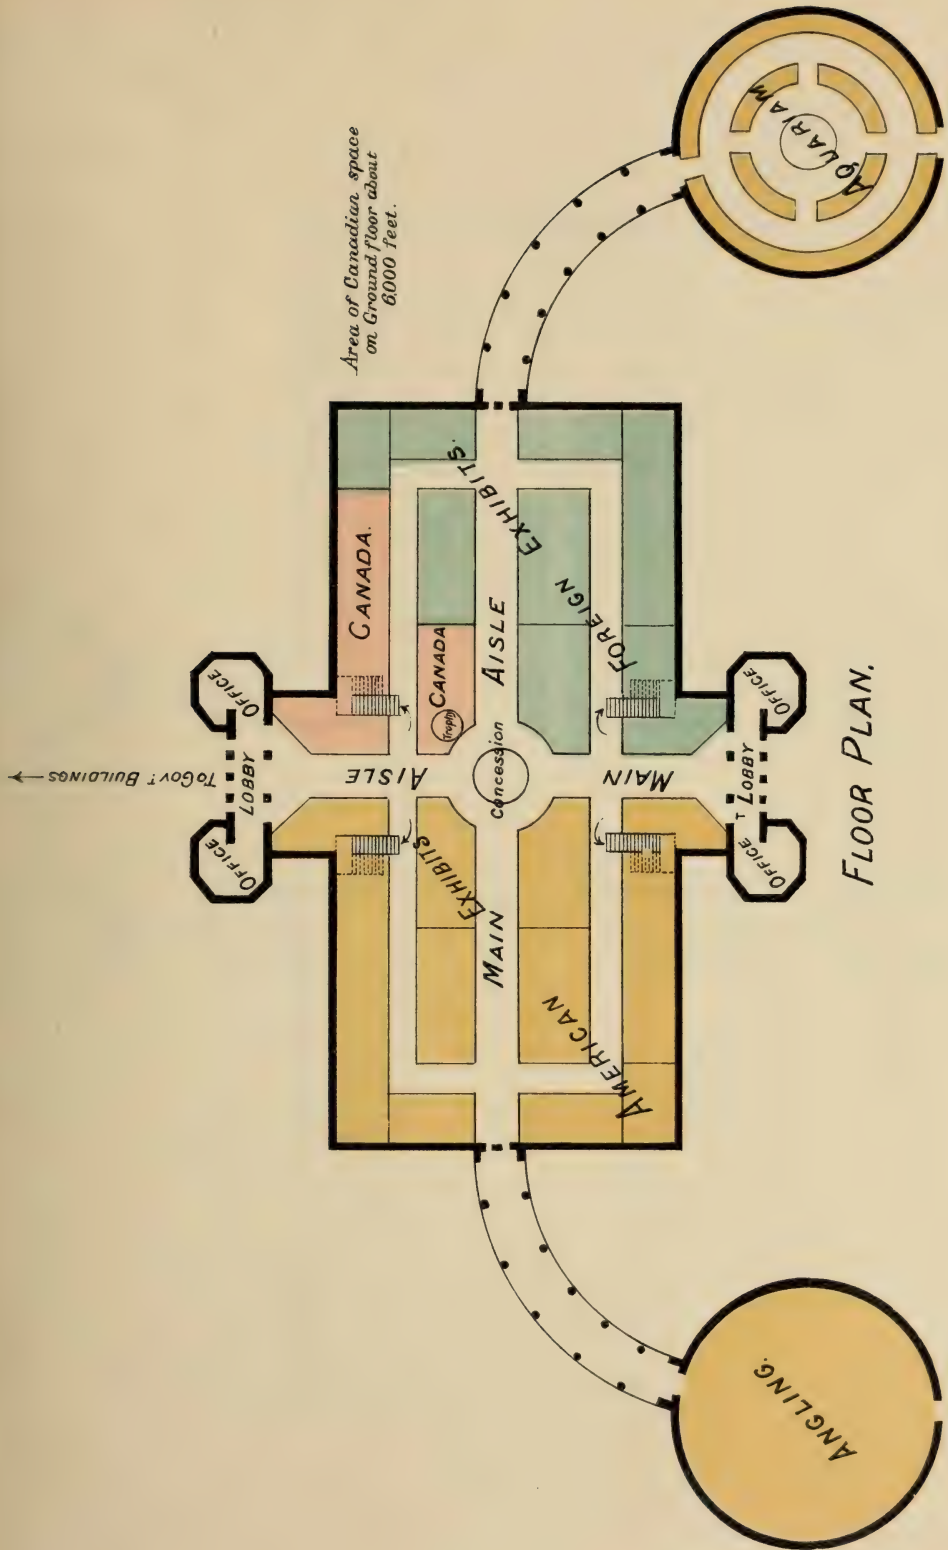 To Gov.T Buildings
OFFICE
LOBBY
OFFICE
Area of Canadian space
on Ground floor about
6,000 feet.
CANADA.
AISLE
Trophy
CANADA
EXHIBITS
EXHIBITS.
MAIN
concession
AISLE
FOREIGN
AMERICAN
MAIN
OFFICE
LOBBY
OFFICE
ANGLING.
AQUARIAM
FLOOR PLAN.